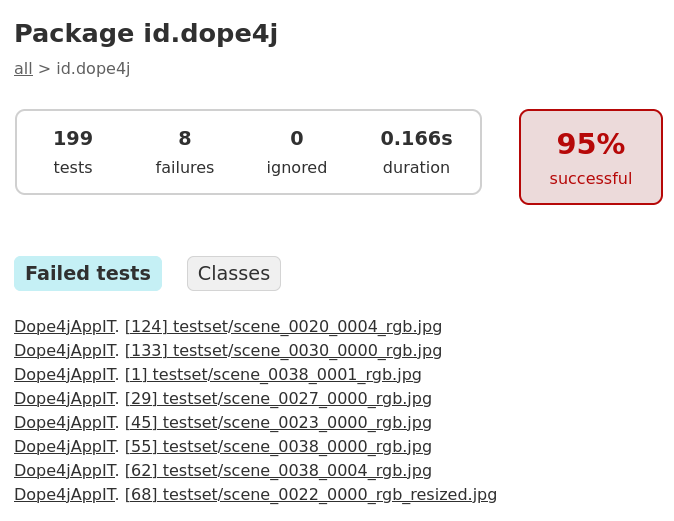 Package id.dope4j
all > id.dope4j
199 8 0 0.166s
tests failures ignored duration
95%
successful
Failed tests Classes
Dope4jAppIT. [124] testset/scene_0020_0004_rgb.jpg
Dope4jAppIT. [133] testset/scene_0030_0000_rgb.jpg
Dope4jAppIT. [1] testset/scene_0038_0001_rgb.jpg
Dope4jAppIT. [29] testset/scene_0027_0000_rgb.jpg
Dope4jAppIT. [45] testset/scene_0023_0000_rgb.jpg
Dope4jAppIT. [55] testset/scene_0038_0000_rgb.jpg
Dope4jAppIT. [62] testset/scene_0038_0004_rgb.jpg
Dope4jAppIT. [68] testset/scene_0022_0000_rgb_resized.jpg